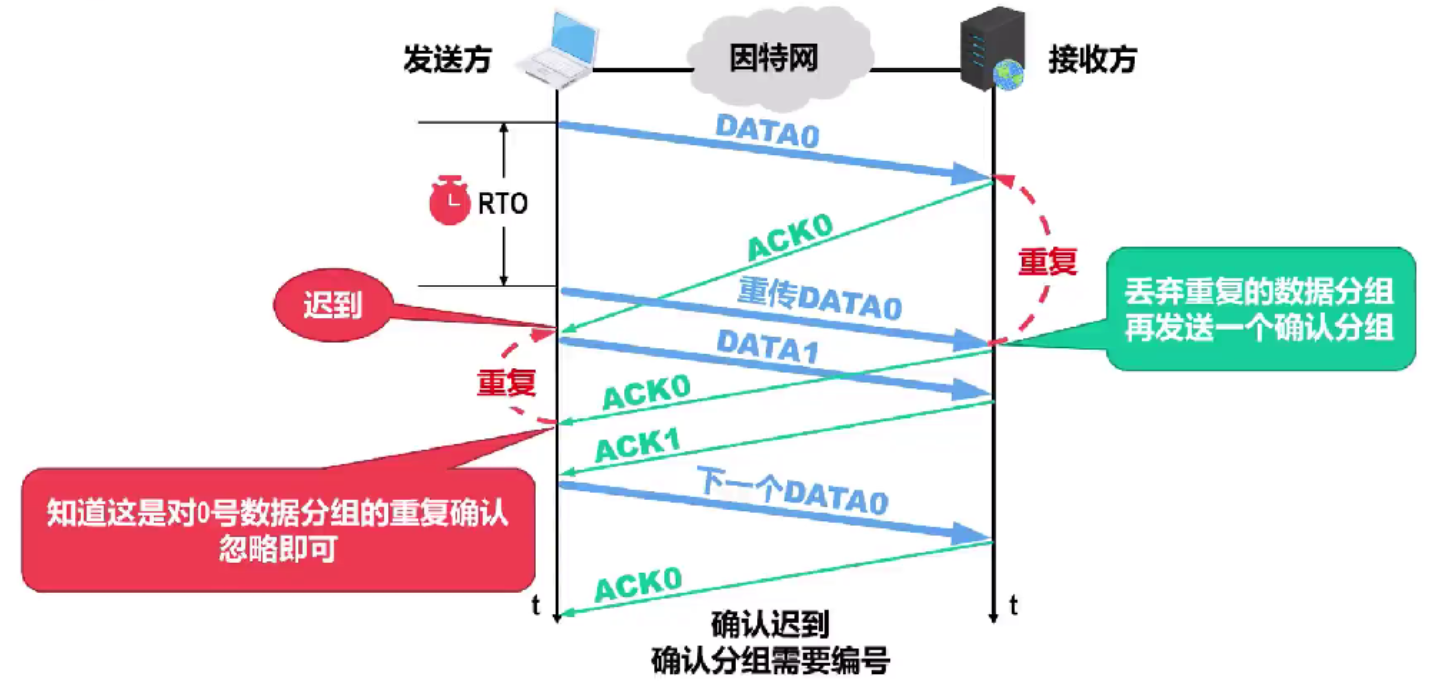 发送方
因特网
接收方
DATA0
RTO
ACK0
重复
迟到
重传DATA0
丢弃重复的数据分组
再发送一个确认分组
DATA1
重复
ACK0
ACK1
知道这是对0号数据分组的重复确认
忽略即可
下一个DATA0
ACK0
t
t
确认迟到
确认分组需要编号